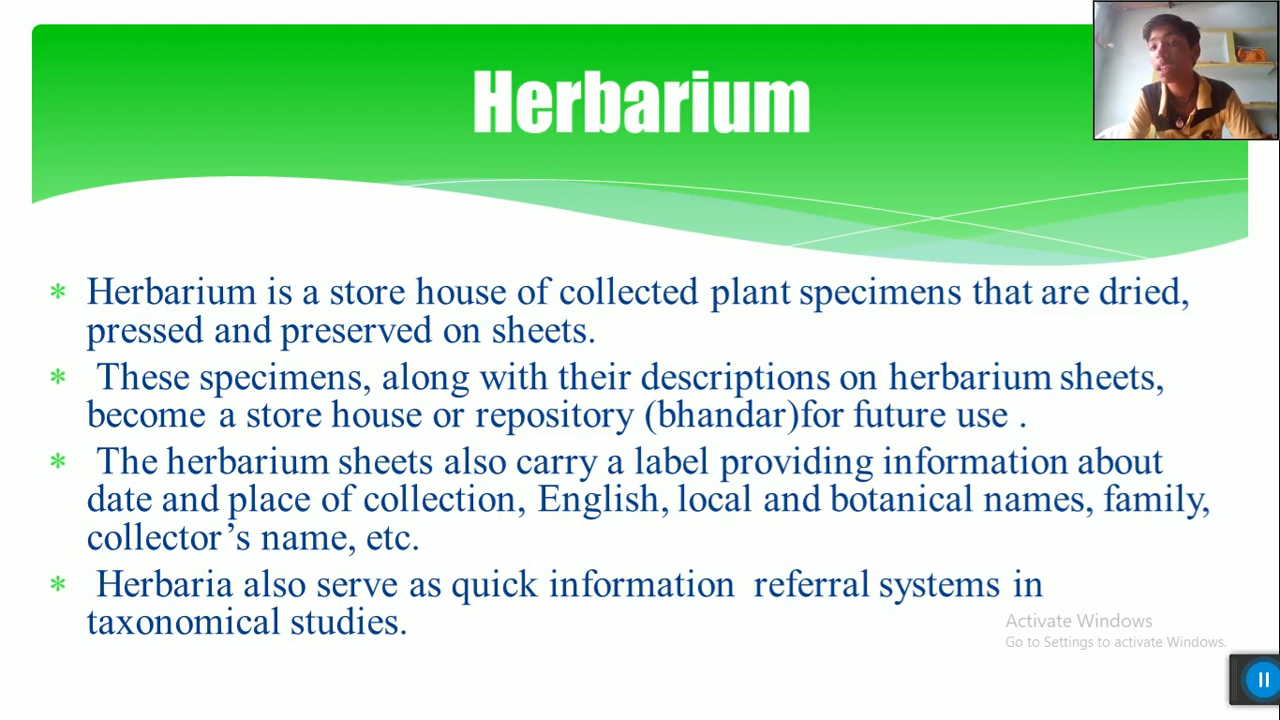 Herbarium
* Herbarium is a store house of collected plant specimens that are dried,
pressed and preserved on sheets.
* These specimens, along with their descriptions on herbarium sheets,
become a store house or repository (bhandar)for future use .
* The herbarium sheets also carry a label providing information about
date and place of collection, English, local and botanical names, family,
collector’s name, etc.
* Herbaria also serve as quick information referral systems in
taxonomical studies.
Activate Windows
Go to Settings to activate Windows.